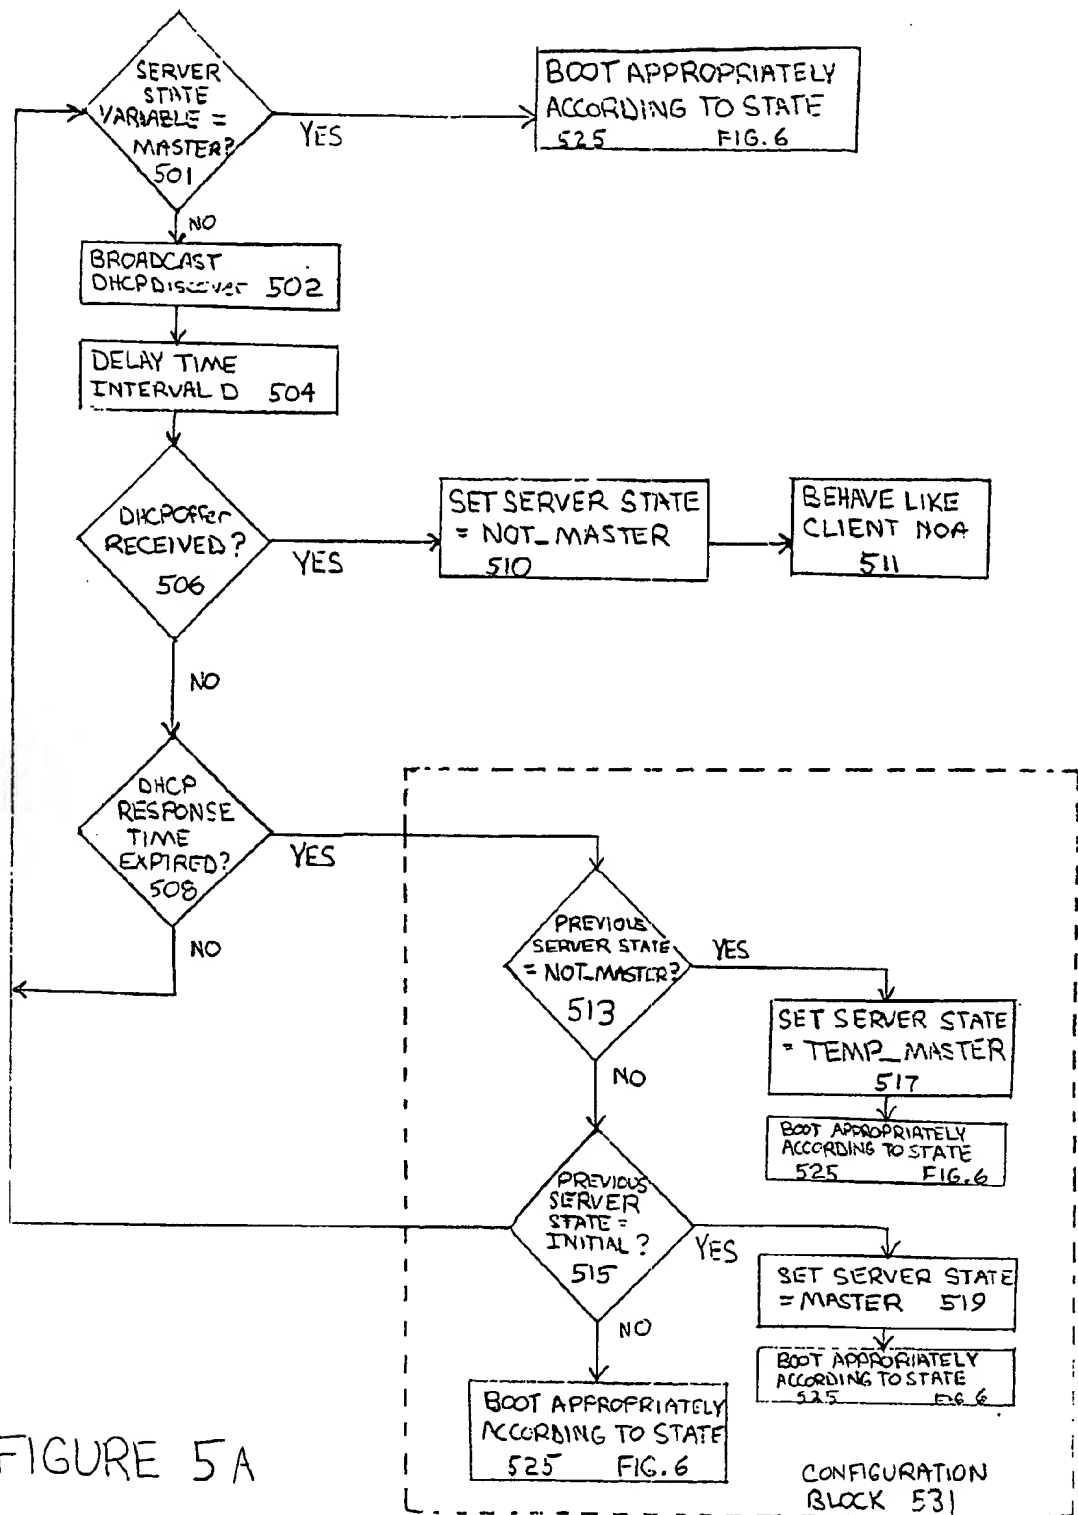 SERVER
STATE
VARIABLE =
MASTER?
501
YES
BOOT APPROPRIATELY
ACCORDING TO STATE
525 FIG. 6
NO
BROADCAST
DHCPDiscover 502
DELAY TIME
INTERVAL D 504
DHCPOffer
RECEIVED?
506
YES
SET SERVER STATE
= NOT_MASTER
510
BEHAVE LIKE
CLIENT NOA
511
NO
DHCP
RESPONSE
TIME
EXPIRED?
508
YES
NO
PREVIOUS
SERVER STATE
= NOT_MASTER?
513
YES
SET SERVER STATE
= TEMP_MASTER
517
BOOT APPROPRIATELY
ACCORDING TO STATE
525 FIG. 6
NO
PREVIOUS
SERVER
STATE =
INITIAL?
515
YES
SET SERVER STATE
= MASTER 519
BOOT APPROPRIATELY
ACCORDING TO STATE
525 FIG 6
NO
BOOT APPROPRIATELY
ACCORDING TO STATE
525 FIG. 6
CONFIGURATION
BLOCK 531
FIGURE 5A